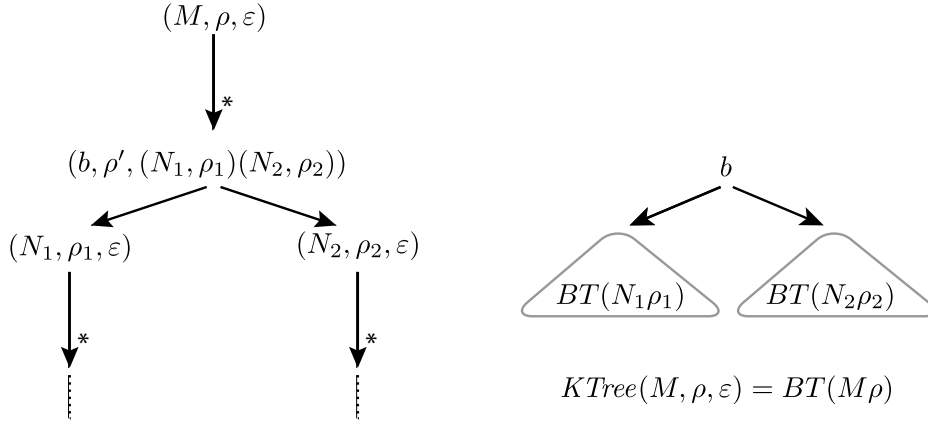 (M, ρ, ε)
*
(b, ρ′, (N₁, ρ₁)(N₂, ρ₂))
b
(N₁, ρ₁, ε)
(N₂, ρ₂, ε)
BT(N₁ρ₁)
BT(N₂ρ₂)
*
*
KTree(M, ρ, ε) = BT(Mρ)